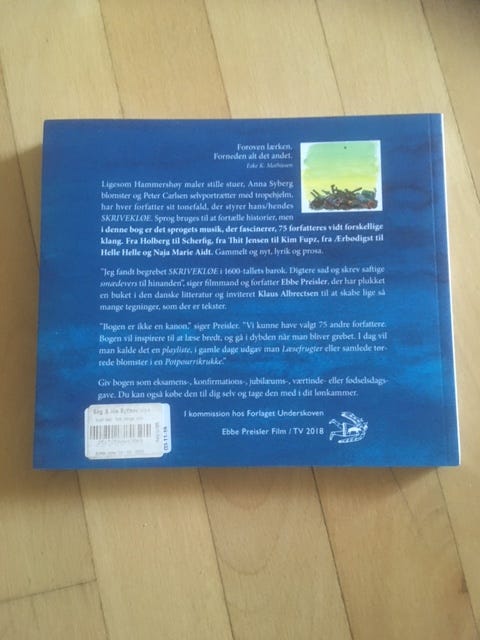 Foroven lærken.
Forneden alt det andet.
Eske K. Mathiesen
Ligesom Hammershøy maler stille stuer, Anna Syberg
blomster og Peter Carlsen selvportrætter med tropehjelm,
har hver forfatter sit tonefald, der styrer hans/hendes
SKRIVEKLØE. Sprog bruges til at fortælle historier, men
i denne bog er det sprogets musik, der fascinerer, 75 forfatteres vidt forskellige
klang. Fra Holberg til Scherfig, fra Thit Jensen til Kim Fupz, fra Ærbødigst til
Helle Helle og Naja Marie Aidt. Gammelt og nyt, lyrik og prosa.
"Jeg fandt begrebet SKRIVEKLØE i 1600-tallets barok. Digtere sad og skrev saftige
smædevers til hinanden", siger filmmand og forfatter Ebbe Preisler, der har plukket
en buket i den danske litteratur og inviteret Klaus Albrectsen til at skabe lige så
mange tegninger, som der er tekster.
"Bogen er ikke en kanon," siger Preisler. "Vi kunne have valgt 75 andre forfattere.
Bogen vil inspirere til at læse bredt, og gå i dybden når man bliver grebet. I dag vil
man kalde det en playliste, i gamle dage udgav man Læsefrugter eller samlede tør-
rede blomster i en Potpourrikrukke."
Giv bogen som eksamens-, konfirmations-, jubilæums-, værtinde- eller fødselsdags-
gave. Du kan også købe den til dig selv og tage den med i dit lønkammer.
I kommission hos Forlaget Underskoven
Ebbe Preisler Film / TV 2018